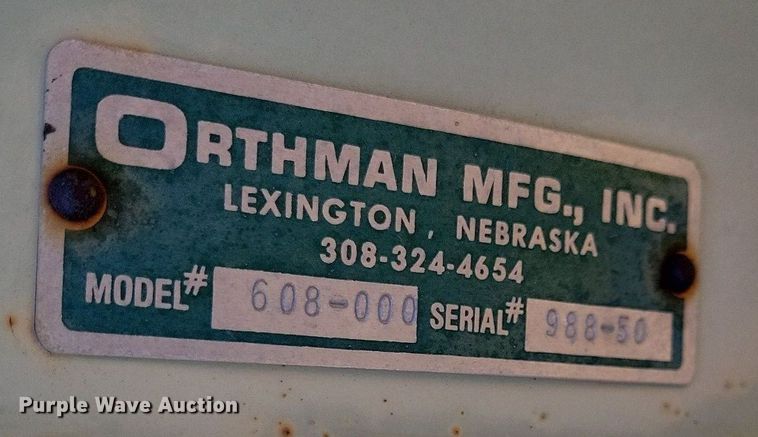 ORTHMAN MFG., INC.
LEXINGTON, NEBRASKA
308-324-4654
MODEL# 608-000 SERIAL# 988-50
Purple Wave Auction